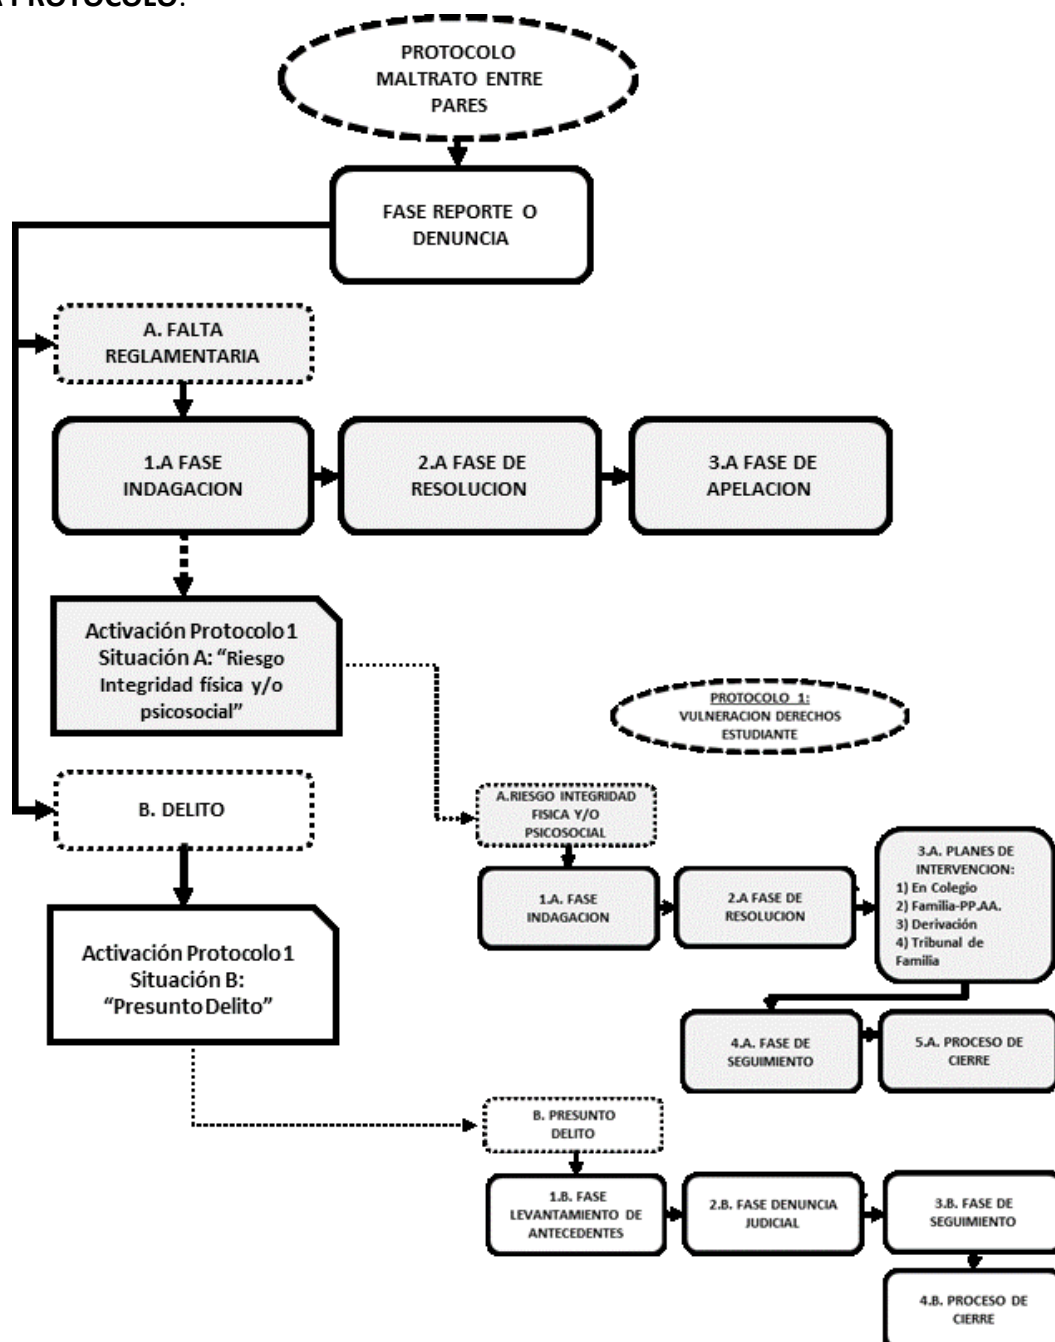 PROTOCOLO
MALTRATO ENTRE
PARES
FASE REPORTE O
DENUNCIA
A. FALTA
REGLAMENTARIA
1.A FASE
INDAGACION
2.A FASE DE
RESOLUCION
3.A FASE DE
APELACION
Activación Protocolo 1
Situación A: “Riesgo
Integridad física y/o
psicosocial”
B. DELITO
Activación Protocolo 1
Situación B:
“Presunto Delito”
PROTOCOLO 1:
VULNERACION DERECHOS
ESTUDIANTE
A.RIESGO INTEGRIDAD
FISICA Y/O
PSICOSOCIAL
1.A. FASE
INDAGACION
2.A FASE DE
RESOLUCION
3.A. PLANES DE
INTERVENCION:
1) En Colegio
2) Familia-PP.AA.
3) Derivación
4) Tribunal de
Familia
4.A. FASE DE
SEGUIMIENTO
5.A. PROCESO DE
CIERRE
B. PRESUNTO
DELITO
1.B. FASE
LEVANTAMIENTO DE
ANTECEDENTES
2.B. FASE DENUNCIA
JUDICIAL
3.B. FASE DE
SEGUIMIENTO
4.B. PROCESO DE
CIERRE